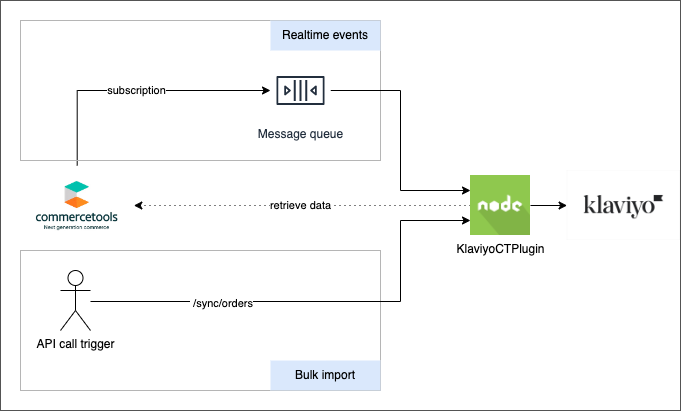 Realtime events
subscription
Message queue
commercetools
Next generation commerce
retrieve data
node
KlaviyoCTPlugin
klaviyo
/sync/orders
API call trigger
Bulk import